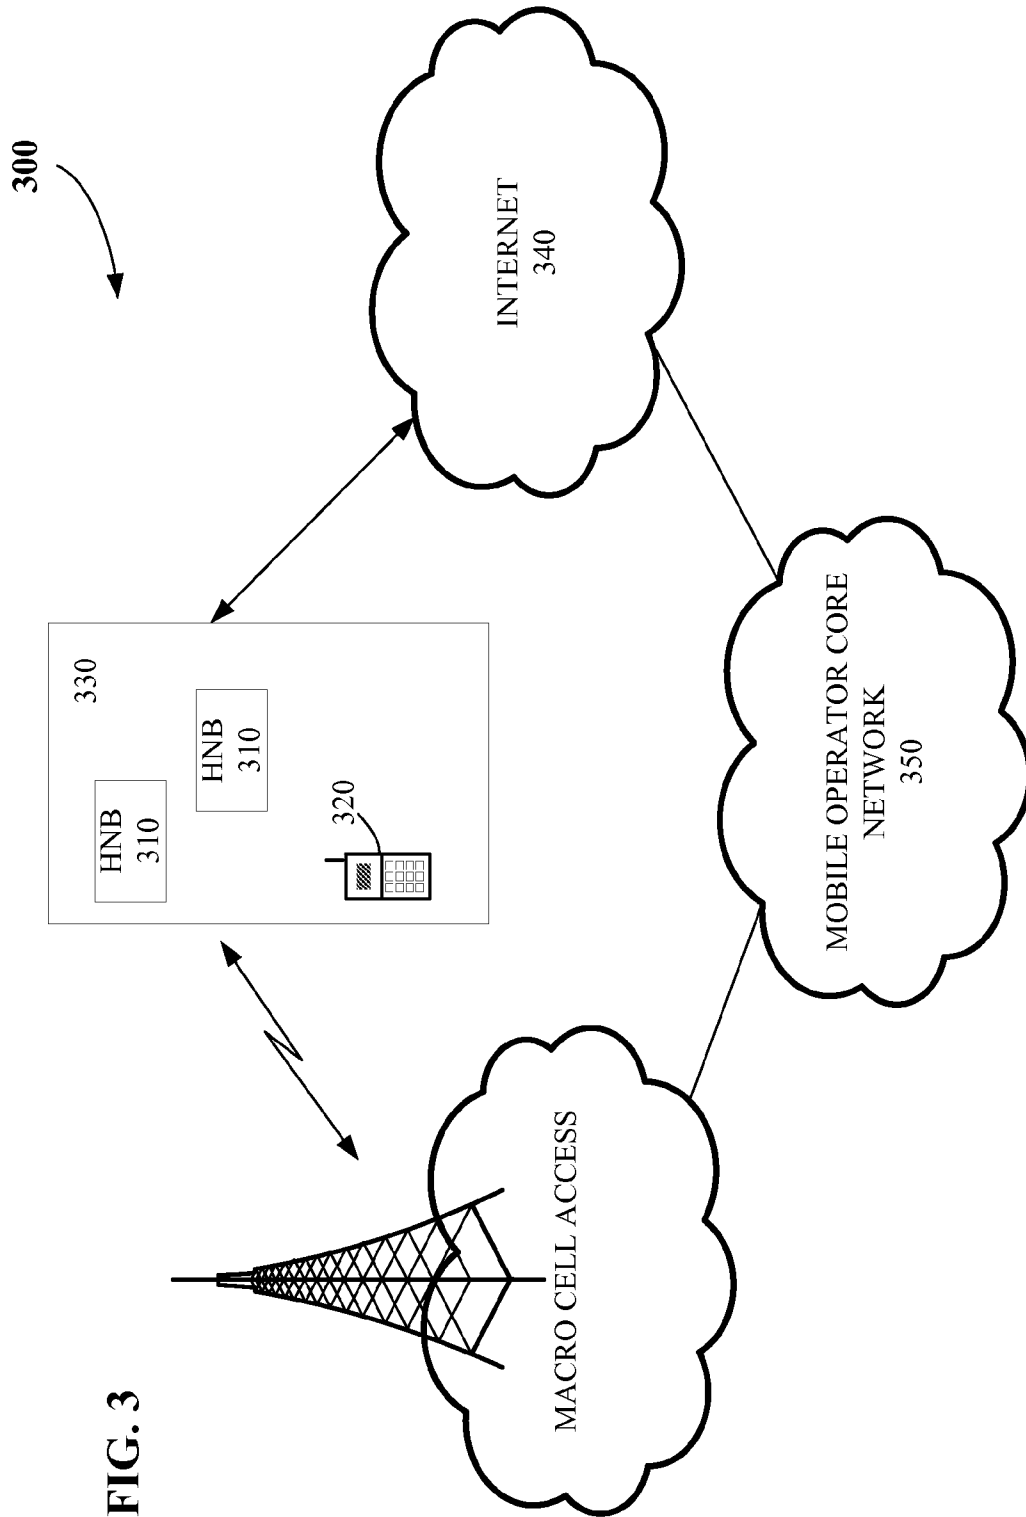 300
330
HNB
310
HNB
310
320
INTERNET
340
MACRO CELL ACCESS
MOBILE OPERATOR CORE
NETWORK
350
FIG. 3